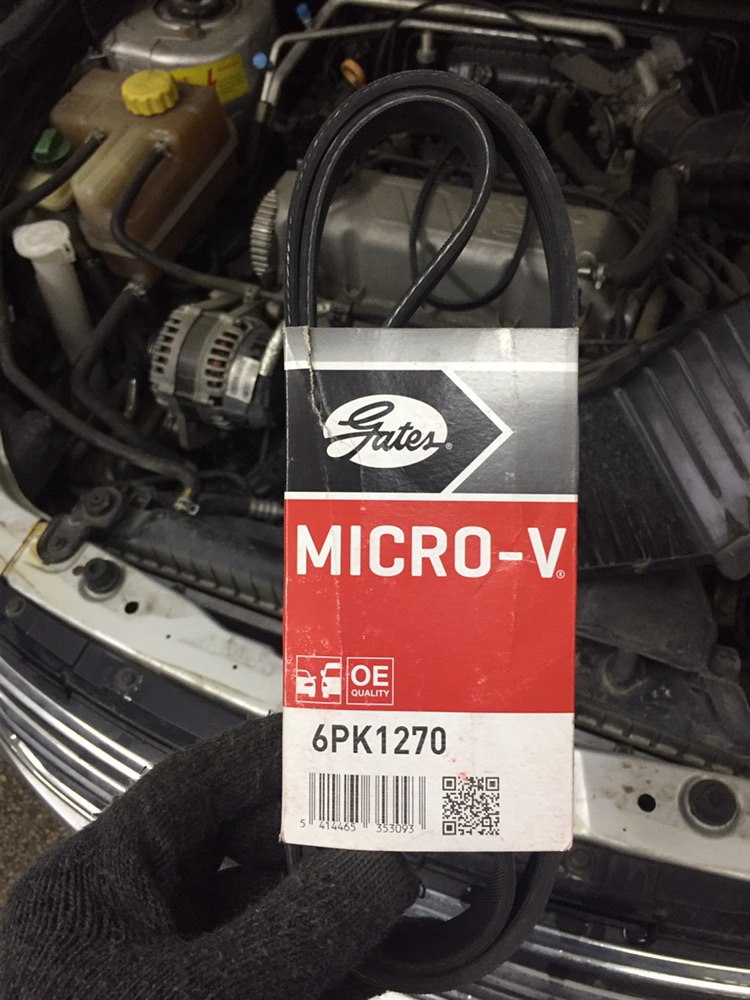 Gates®
MICRO-V®
OE
QUALITY
6PK1270
5 414465 353093